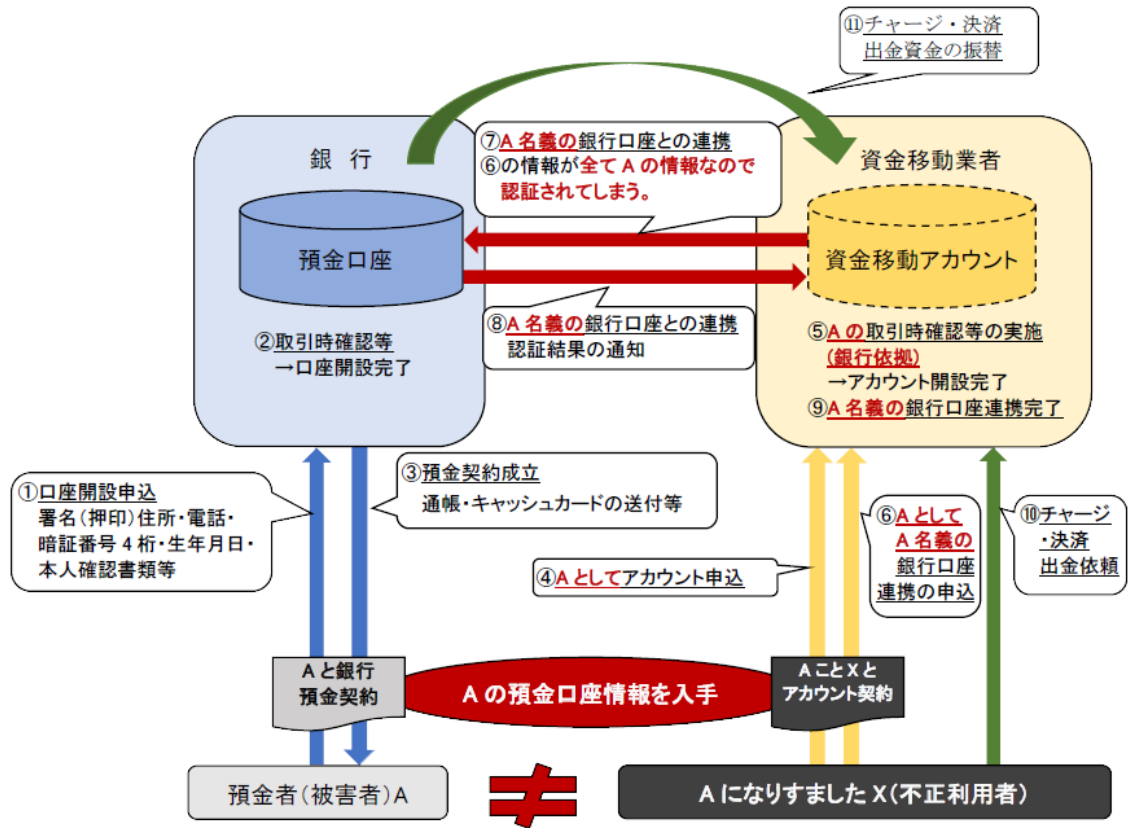 ⑪チャージ・決済
出金資金の振替
銀 行
⑦A 名義の銀行口座との連携
⑥の情報が全て A の情報なので
認証されてしまう。
資金移動業者
預金口座
資金移動アカウント
②取引時確認等
→口座開設完了
⑧A 名義の銀行口座との連携
認証結果の通知
⑤A の取引時確認等の実施
(銀行依拠)
→アカウント開設完了
⑨A 名義の銀行口座連携完了
①口座開設申込
署名(押印)住所・電話・
暗証番号 4 桁・生年月日・
本人確認書類等
③預金契約成立
通帳・キャッシュカードの送付等
④A としてアカウント申込
⑥A として
A 名義の
銀行口座
連携の申込
⑩チャージ
・決済
出金依頼
A と銀行
預金契約
A の預金口座情報を入手
A こと X と
アカウント契約
預金者(被害者)A
≠
A になりすました X(不正利用者)